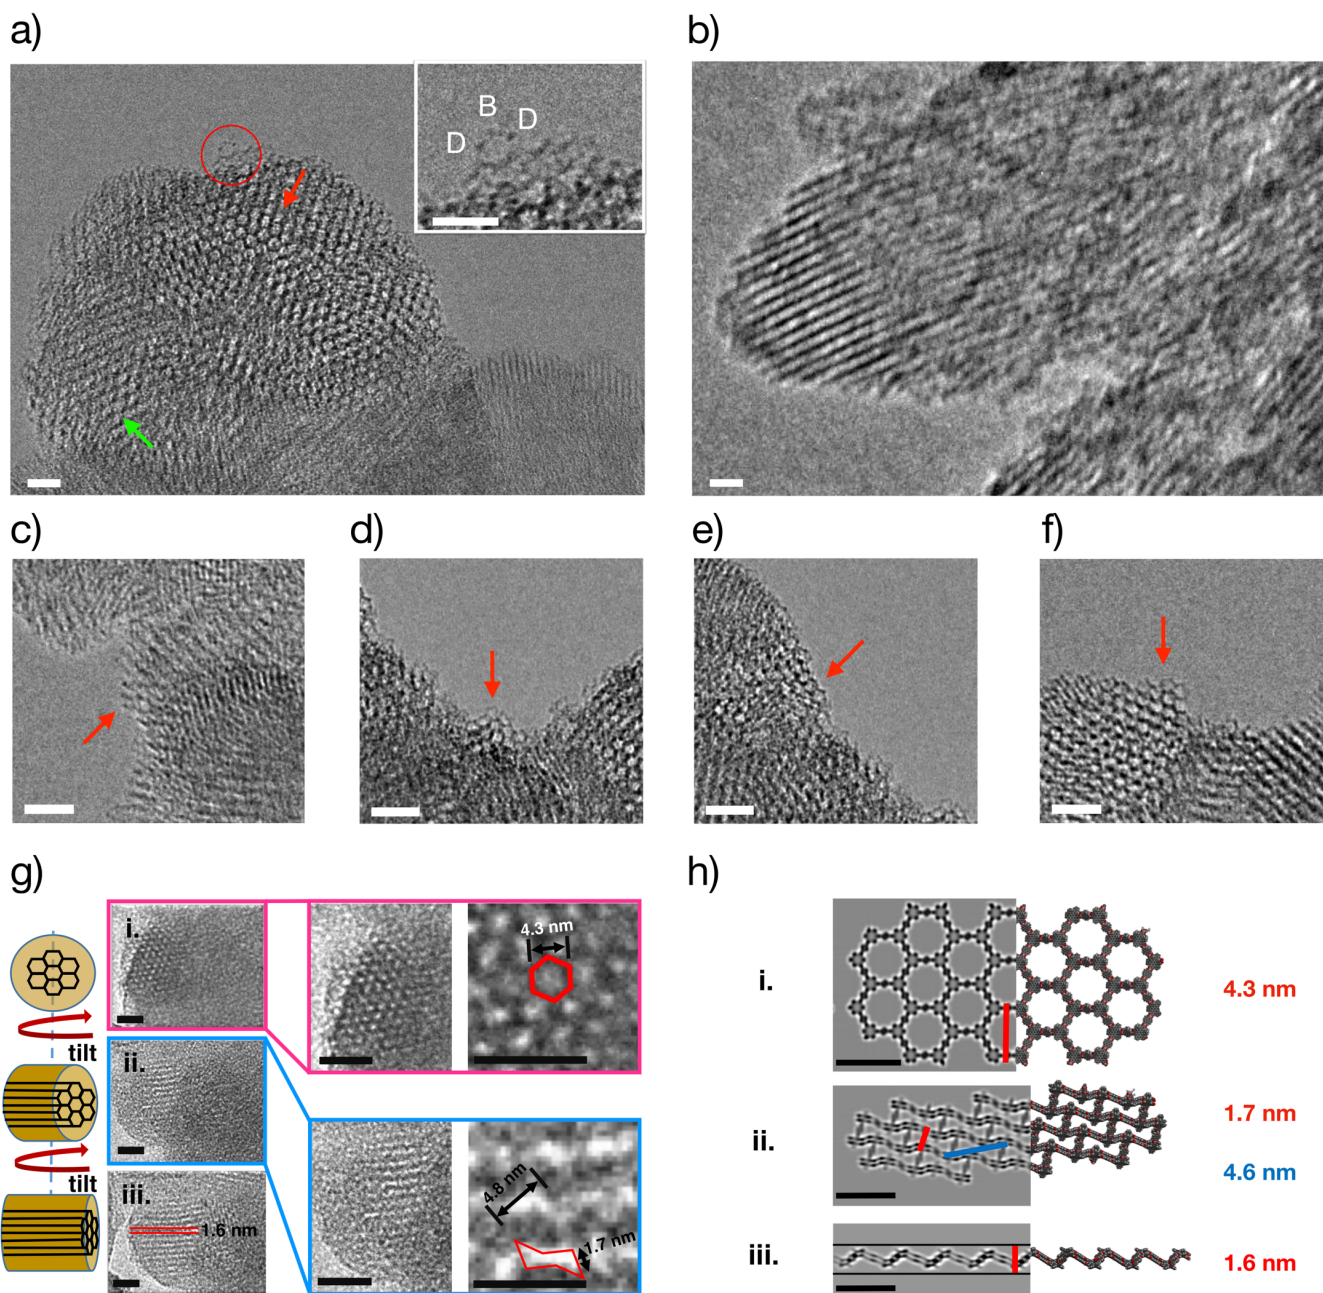 a)
b)
B
D
D
c)
d)
e)
f)
g)
h)
i.
4.3 nm
tilt
ii.
tilt
iii.
1.6 nm
4.8 nm
1.7 nm
i.
4.3 nm
ii.
1.7 nm
4.6 nm
iii.
1.6 nm